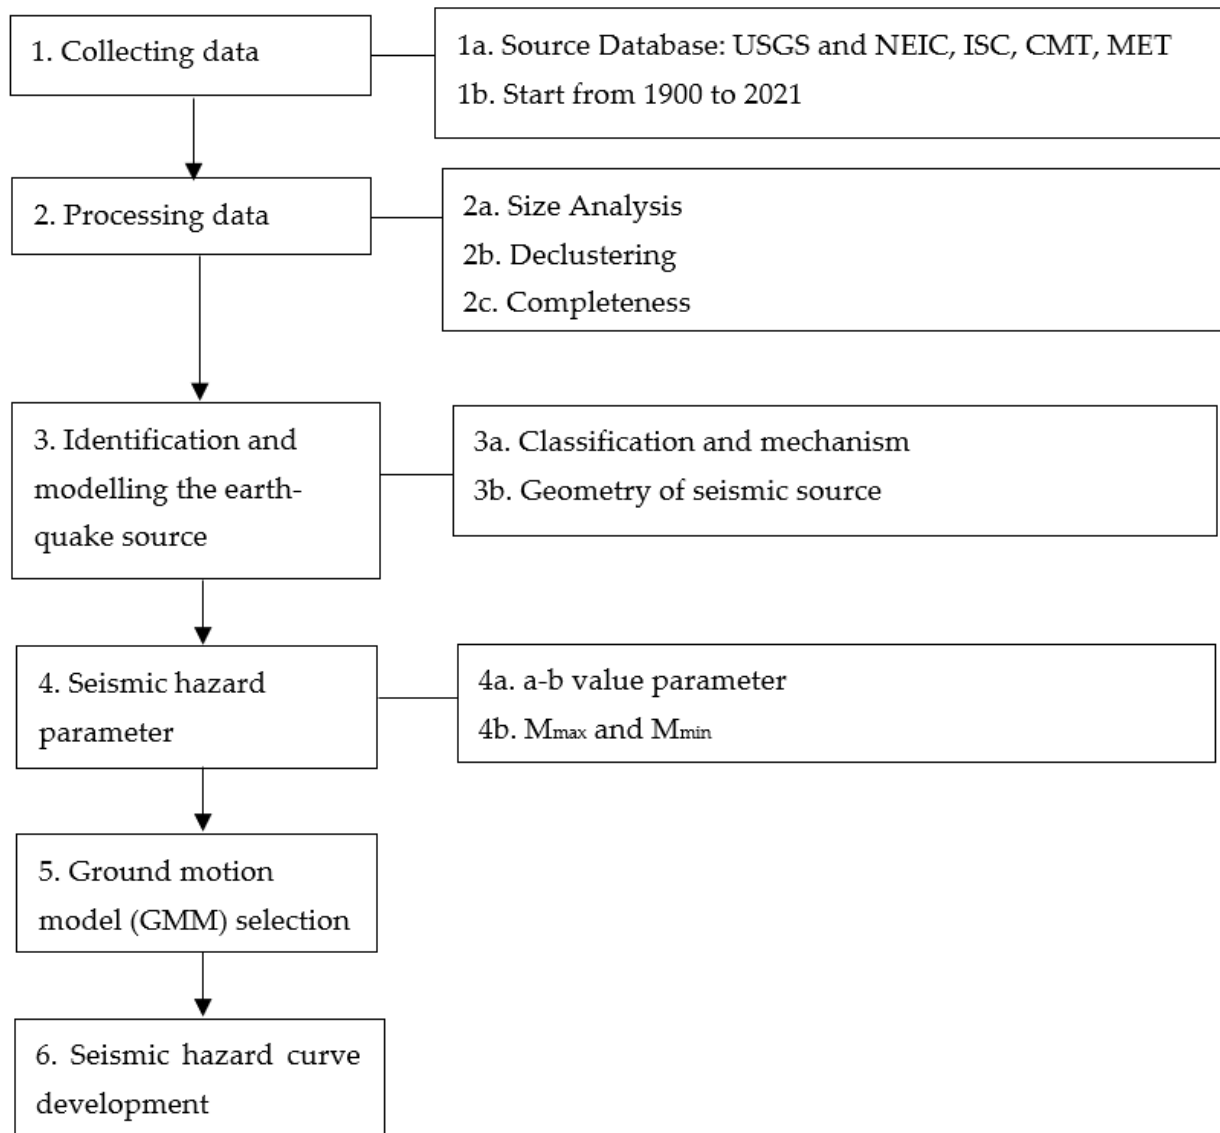 1. Collecting data
1a. Source Database: USGS and NEIC, ISC, CMT, MET
1b. Start from 1900 to 2021
2. Processing data
2a. Size Analysis
2b. Declustering
2c. Completeness
3. Identification and
modelling the earth-
quake source
3a. Classification and mechanism
3b. Geometry of seismic source
4. Seismic hazard
parameter
4a. a-b value parameter
4b. Mmax and Mmin
5. Ground motion
model (GMM) selection
6. Seismic hazard curve
development